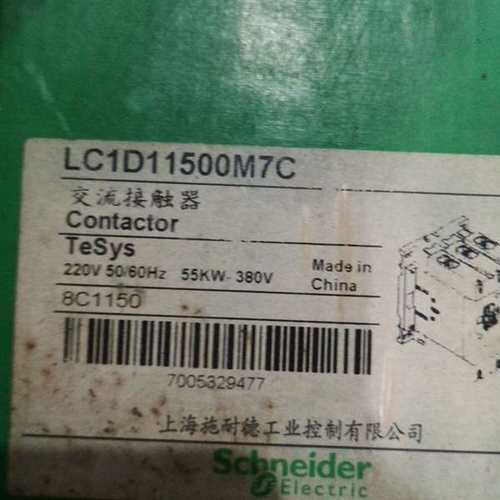 LC1D11500M7C
交流接触器
Contactor
TeSys
220V 50/60Hz 55KW- 380V
Made in
China
8C1150
7005329477
上海施耐德工业控制有限公司
Schneider
Electric